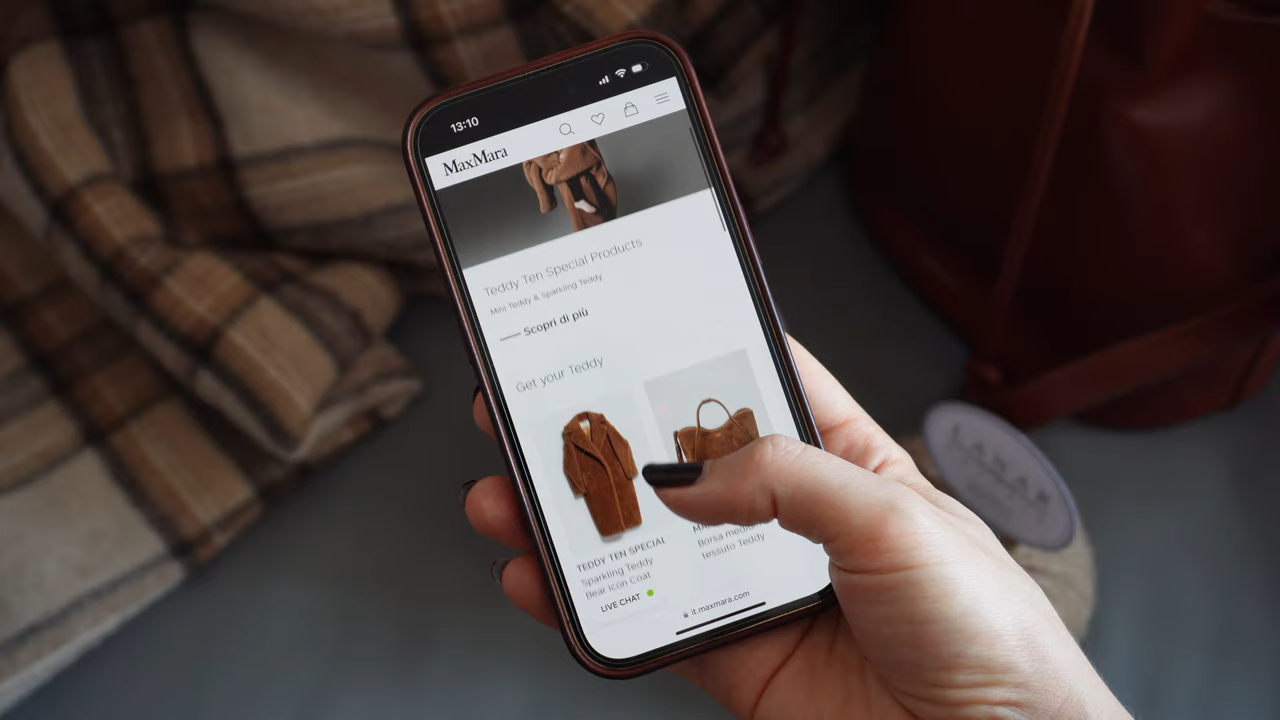 13:10
MaxMara
Teddy Ten Special Products
Mini Teddy & Sparkling Teddy
Scopri di più
Get your Teddy
TEDDY TEN SPECIAL
Sparkling Teddy
Bear Icon Coat
Borsa
tessuto Teddy
LIVE CHAT
it.maxmara.com